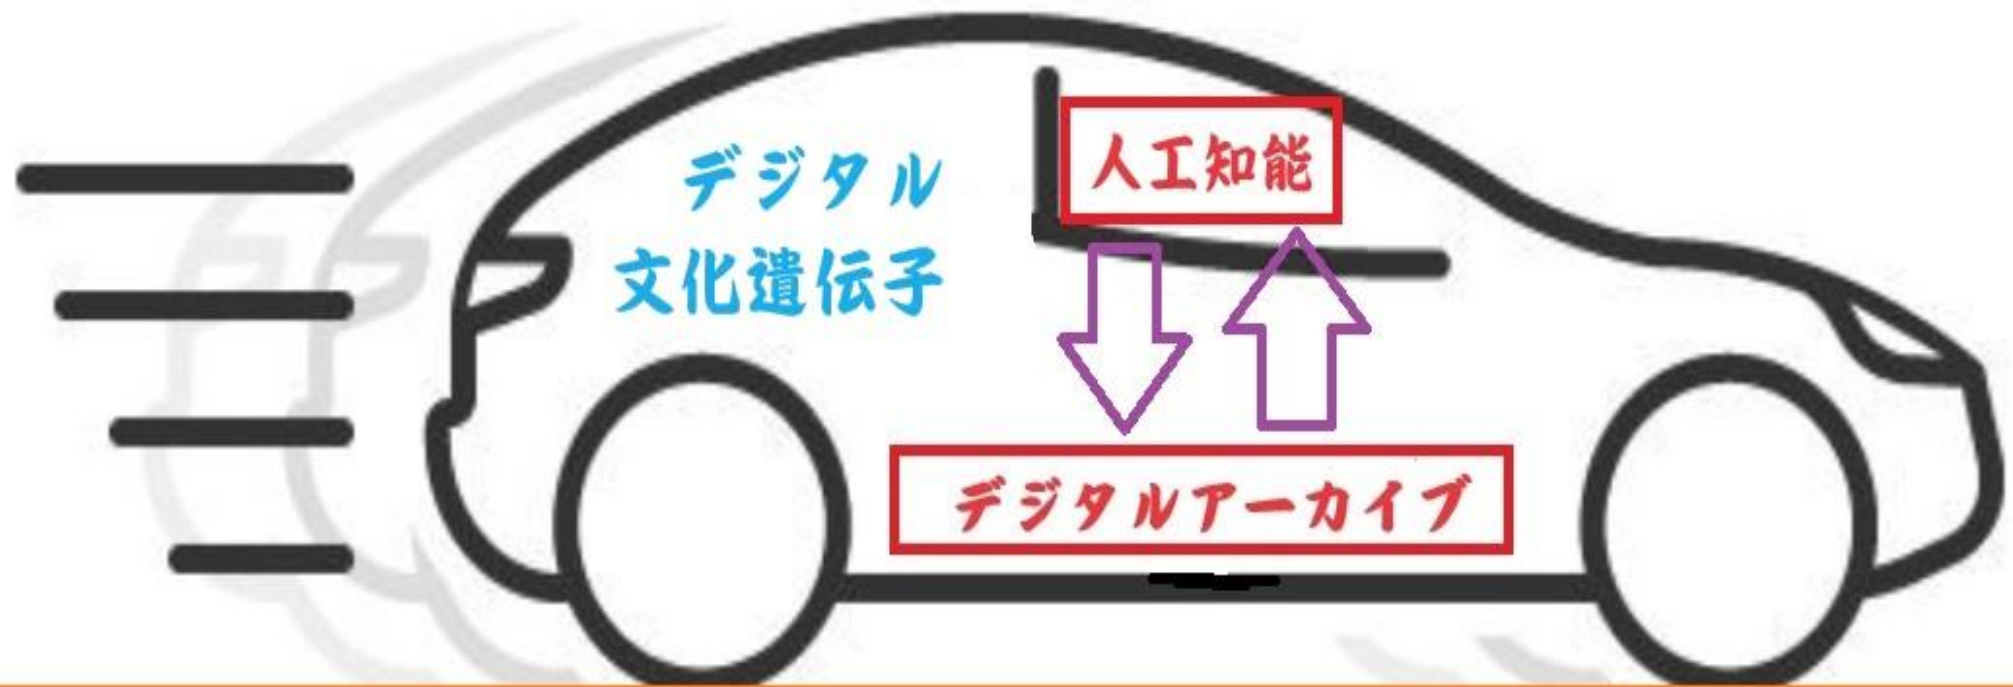 デジタル
文化遺伝子
人工知能
デジタルアーカイブ